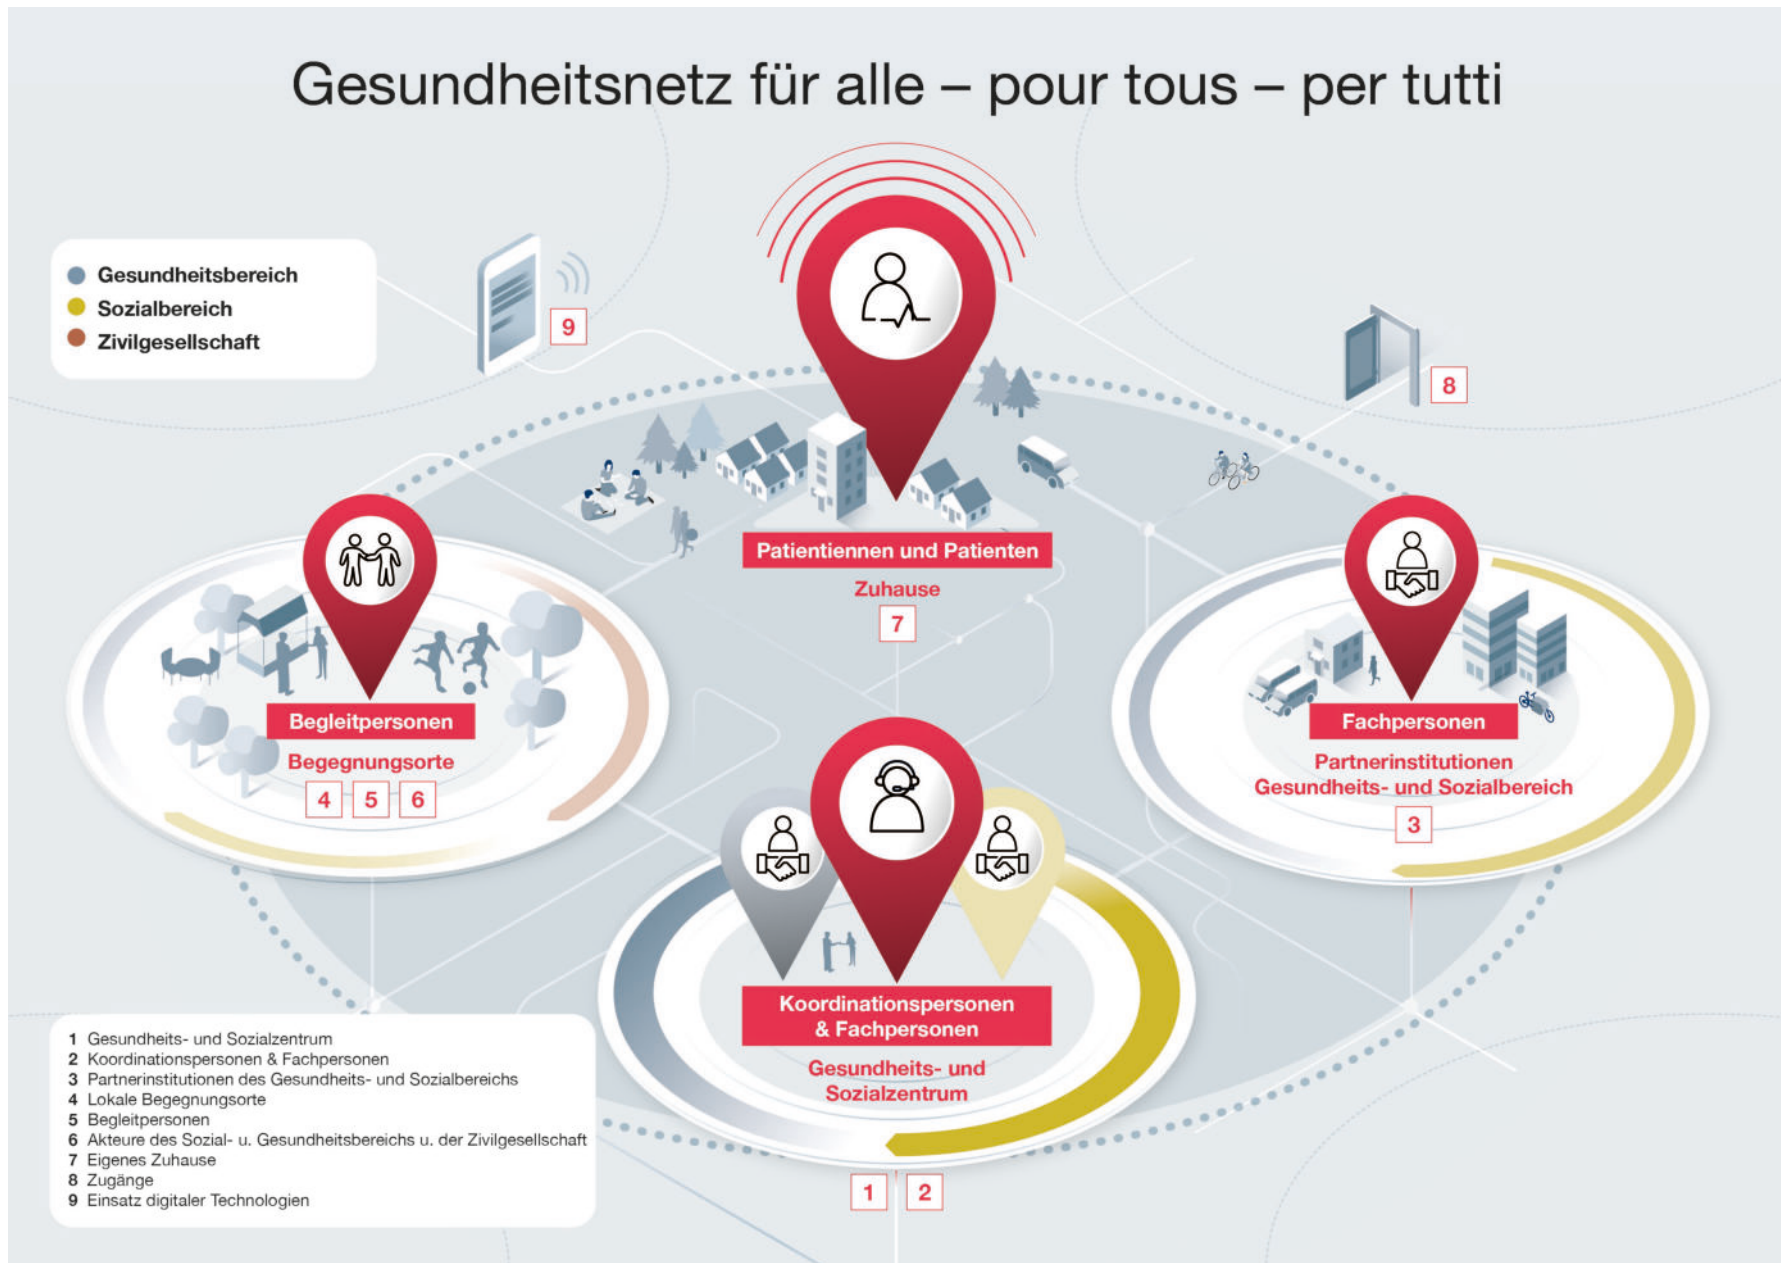 Gesundheitsnetz für alle – pour tous – per tutti
Gesundheitsbereich
Sozialbereich
Zivilgesellschaft
9
8
Patientiennen und Patienten
Zuhause
7
Begleitpersonen
Begegnungsorte
4 5 6
Fachpersonen
Partnerinstitutionen
Gesundheits- und Sozialbereich
3
Koordinationspersonen
& Fachpersonen
Gesundheits- und
Sozialzentrum
1 2
1 Gesundheits- und Sozialzentrum
2 Koordinationspersonen & Fachpersonen
3 Partnerinstitutionen des Gesundheits- und Sozialbereichs
4 Lokale Begegnungsorte
5 Begleitpersonen
6 Akteure des Sozial- u. Gesundheitsbereichs u. der Zivilgesellschaft
7 Eigenes Zuhause
8 Zugänge
9 Einsatz digitaler Technologien